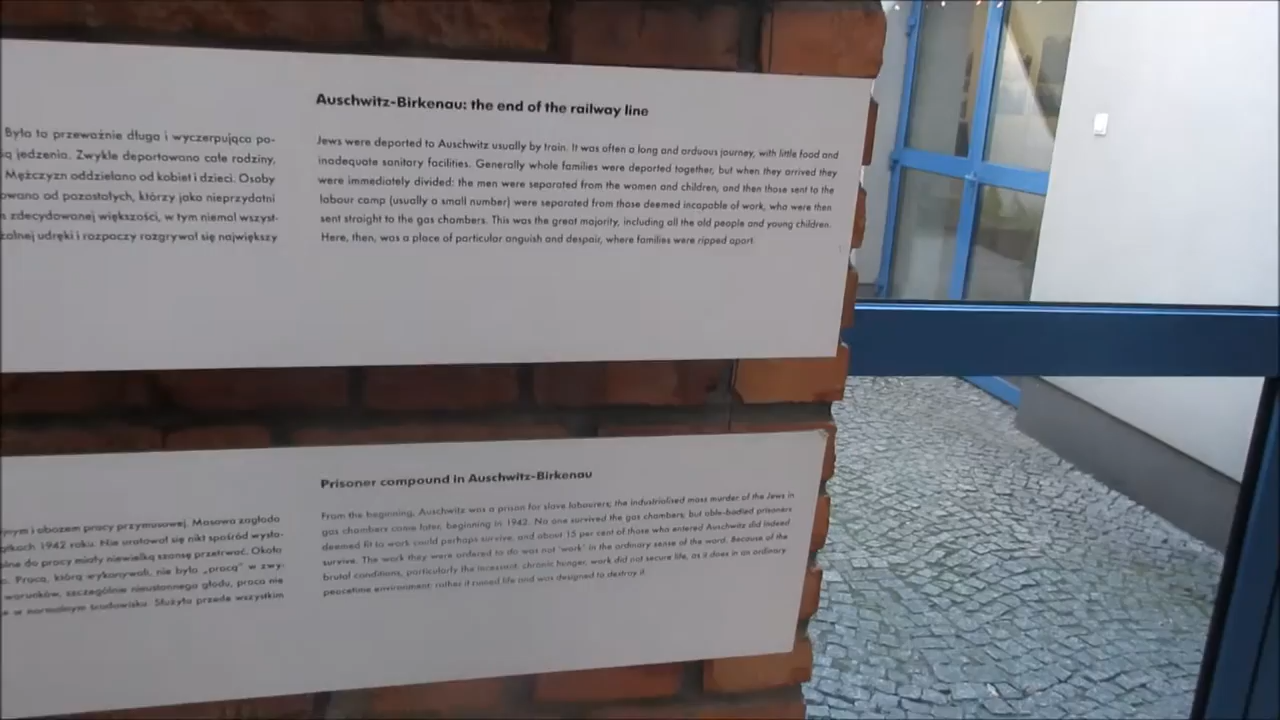 Była to przeważnie długa i wyczerpująca po-
ą jedzenia. Zwykle deportowano całe rodziny,
Mężczyzn oddzielano od kobiet i dzieci. Osoby
owano od pozostałych, którzy jako nieprzydatni
zdecydowanej większości, w tym niemal wszyst-
alnej udręki i rozpaczy rozgrywał się największy
Auschwitz-Birkenau: the end of the railway line
Jews were deported to Auschwitz usually by train. It was often a long and arduous journey, with little food and
inadequate sanitary facilities. Generally whole families were deported together, but when they arrived they
were immediately divided: the men were separated from the women and children, and then those sent to the
labour camp (usually a small number) were separated from those deemed incapable of work, who were then
sent straight to the gas chambers. This was the great majority, including all the old people and young children.
Here, then, was a place of particular anguish and despair, where families were ripped apart.
jnym i obozem pracy przymusowej. Masowa zagłada
ątkach 1942 roku. Nie uratował się nikt spośród wysła-
lne do pracy miały niewielką szansę przetrwać. Około
Praca, którą wykonywali, nie była „pracą” w zwy-
warunków, szczególnie nieustannego głodu, praca nie
w normalnym środowisku. Służyła przede wszystkim
Prisoner compound in Auschwitz-Birkenau
From the beginning, Auschwitz was a prison for slave labourers; the industrialised mass murder of the Jews in
gas chambers came later, beginning in 1942. No one survived the gas chambers; but able-bodied prisoners
deemed fit to work could perhaps survive, and about 15 per cent of those who entered Auschwitz did indeed
survive. The work they were ordered to do was not 'work' in the ordinary sense of the word. Because of the
brutal conditions, particularly the incessant, chronic hunger, work did not secure life, as it does in an ordinary
peacetime environment; rather it ruined life and was designed to destroy it.